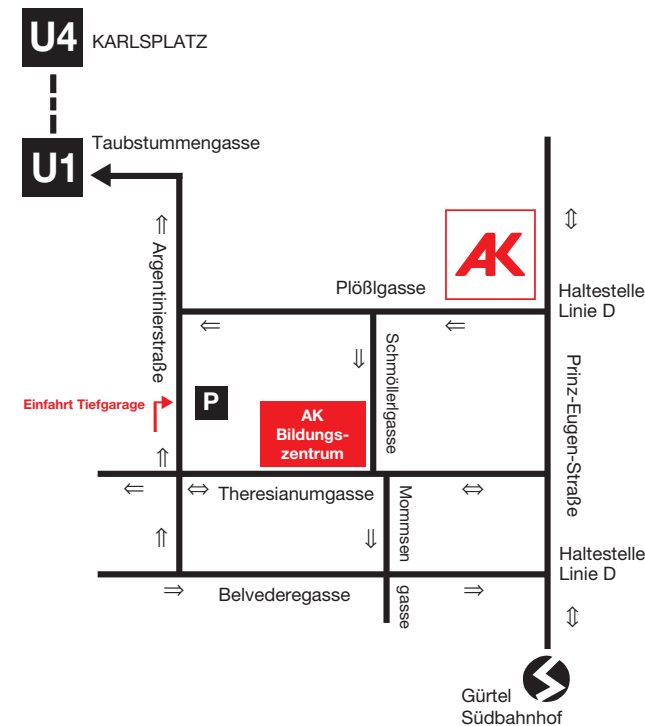 U4
KARLSPLATZ
U1
Taubstummengasse
Argentinierstraße
AK
Plößlgasse
Haltestelle
Linie D
Schmöllerlgasse
Prinz-Eugen-Straße
Einfahrt Tiefgarage
P
AK
Bildungs-
zentrum
Theresianumgasse
Mommsen
gasse
Haltestelle
Linie D
Belvederegasse
Gürtel
Südbahnhof